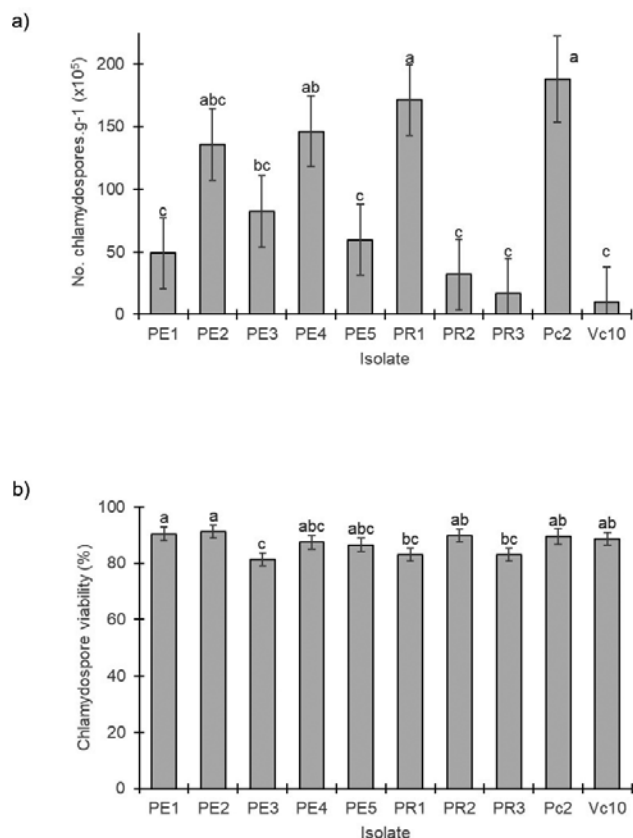 a)
No. chlamydospores.g-1 (x10⁵)
200
150
100
50
0
c
abc
bc
ab
c
a
c
c
a
c
PE1 PE2 PE3 PE4 PE5 PR1 PR2 PR3 Pc2 Vc10
Isolate
b)
Chlamydospore viability (%)
100
80
60
40
20
0
a a c abc abc bc ab bc ab ab
PE1 PE2 PE3 PE4 PE5 PR1 PR2 PR3 Pc2 Vc10
Isolate